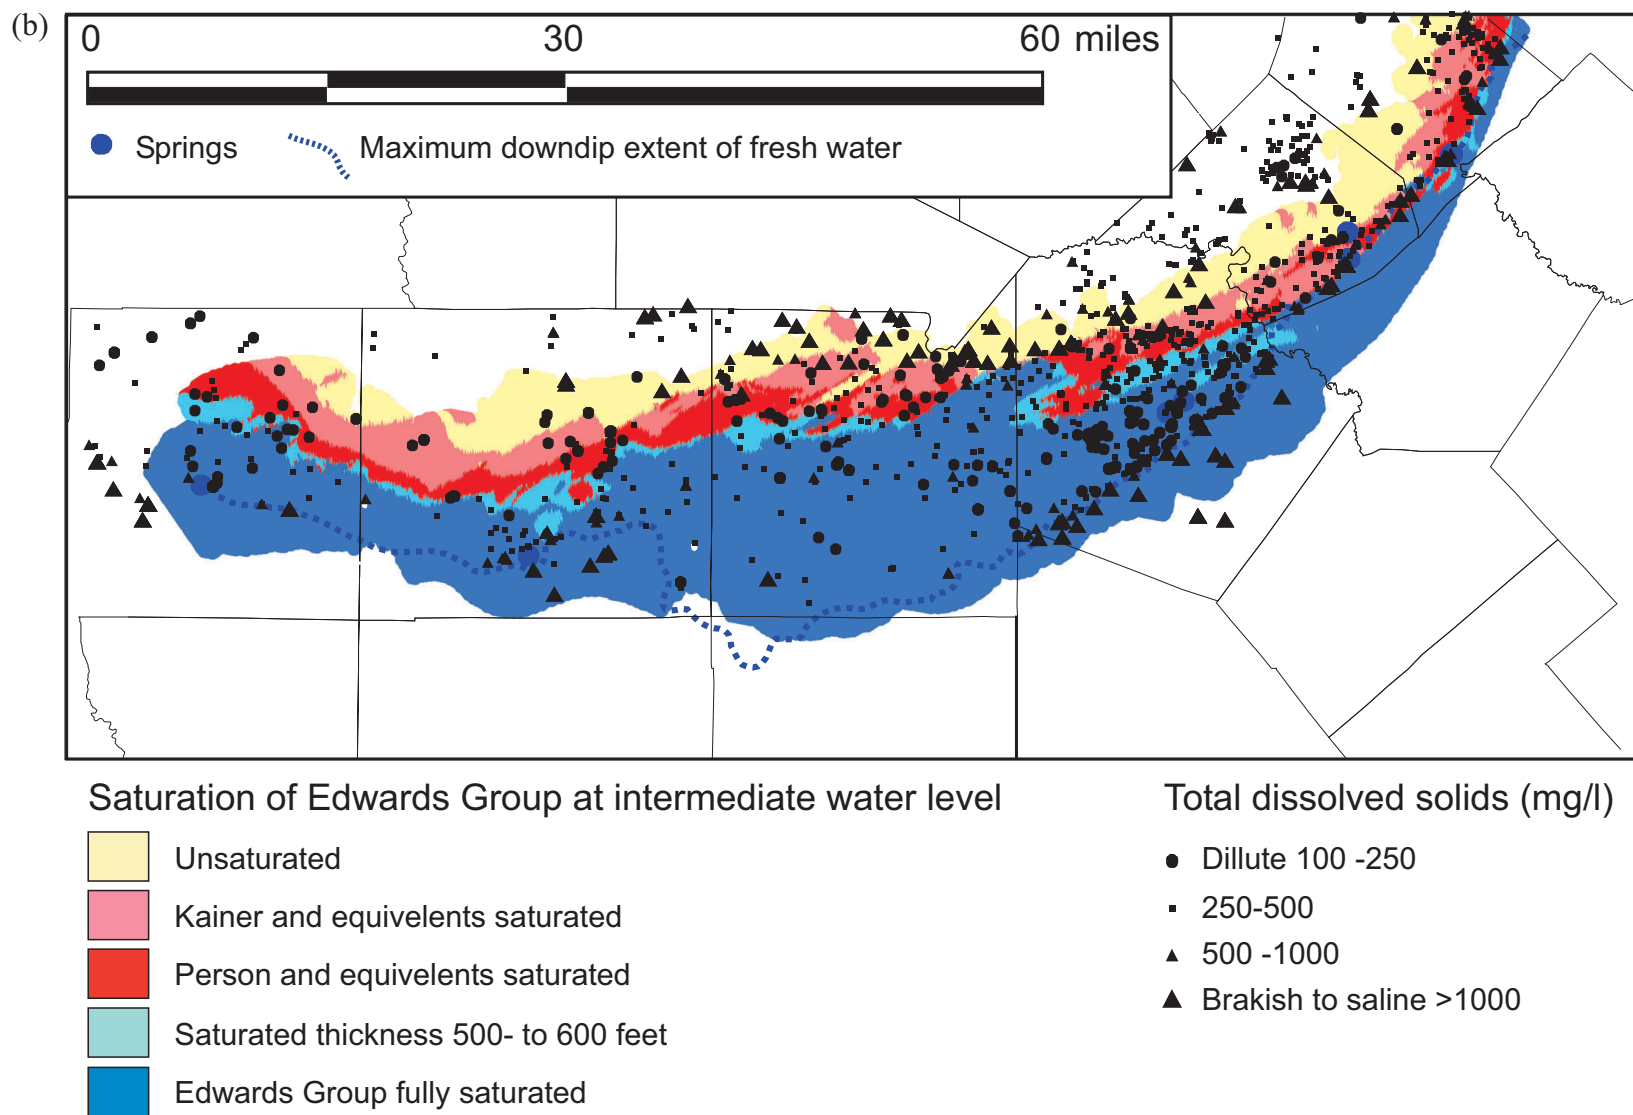 (b)
0 30 60 miles
Springs Maximum downdip extent of fresh water
Saturation of Edwards Group at intermediate water level
Unsaturated
Kainer and equivelents saturated
Person and equivelents saturated
Saturated thickness 500- to 600 feet
Edwards Group fully saturated
Total dissolved solids (mg/l)
Dillute 100 -250
250-500
500 -1000
Brakish to saline >1000